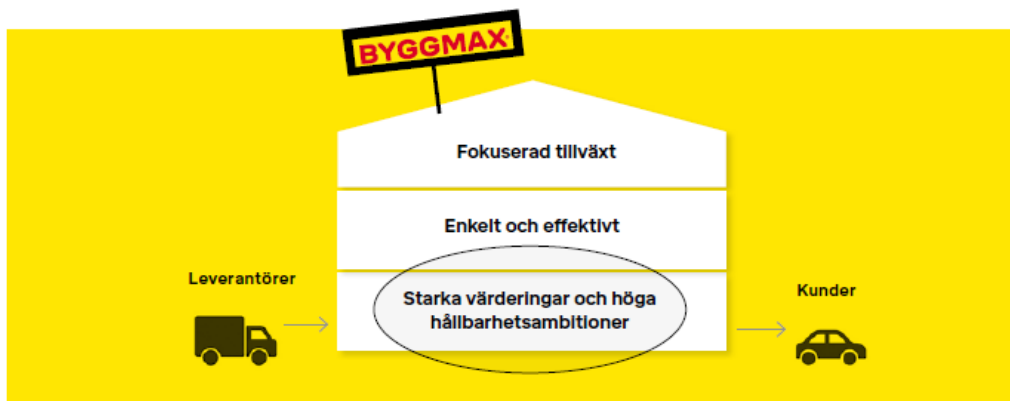 BYGGMAX
Fokuserad tillväxt
Enkelt och effektivt
Leverantörer
Starka värderingar och höga
hållbarhetsambitioner
Kunder